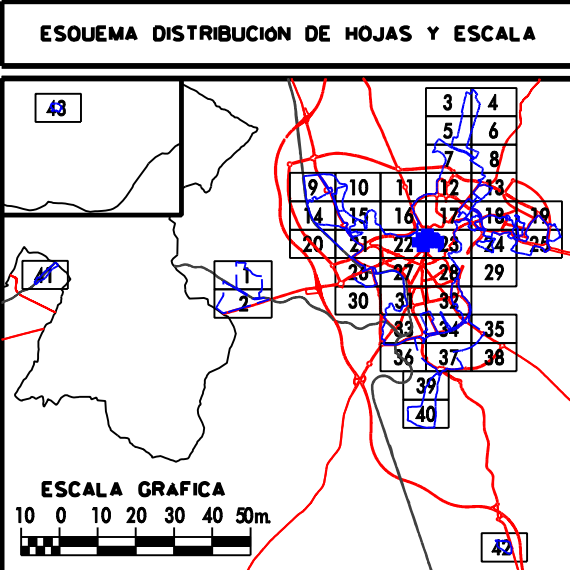 ESQUEMA DISTRIBUCION DE HOJAS Y ESCALA
43
3 4
5 6
7 8
9 10 11 12 13
14 15 16 17 18 19
20 21 22 23 24 25
41
1
26 27 28 29
2
30 31 32
33 34 35
36 37 38
39
40
ESCALA GRAFICA
10 0 10 20 30 40 50m.
42